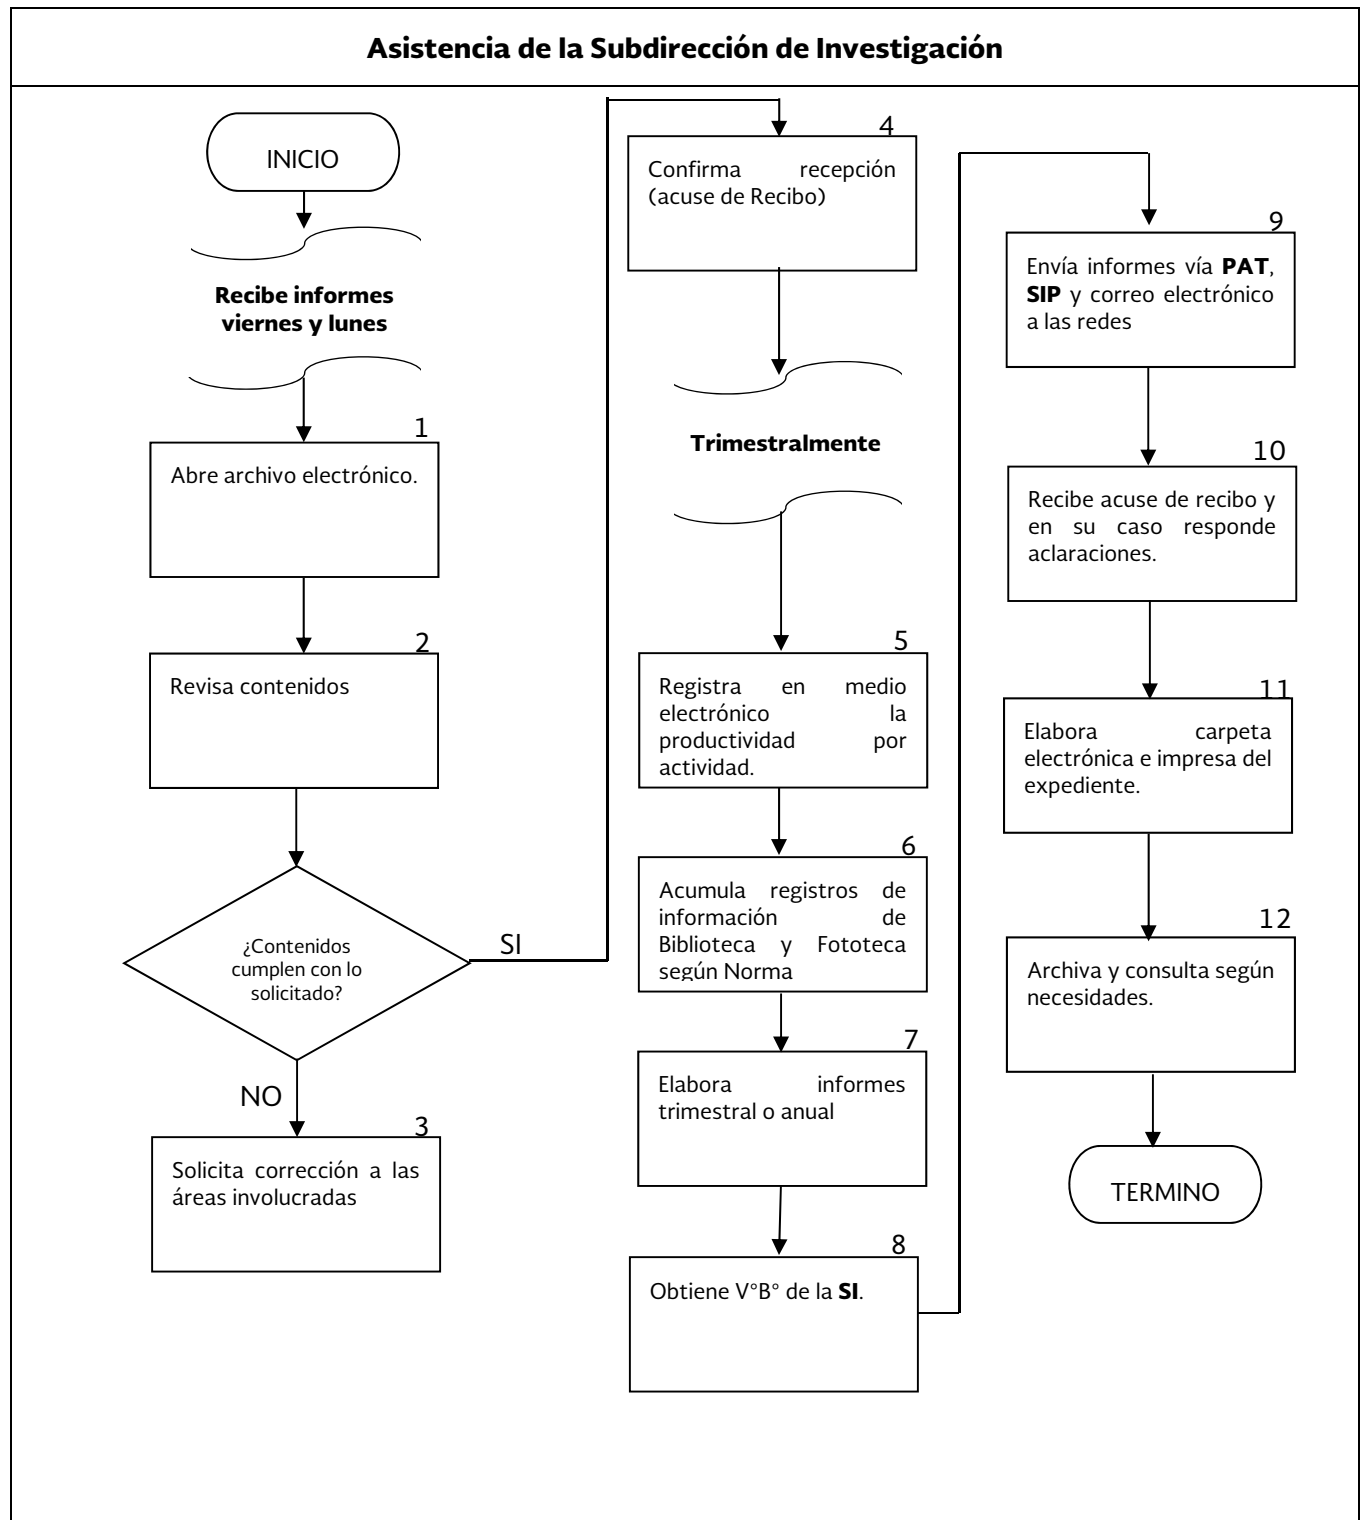 Asistencia de la Subdirección de Investigación
INICIO
Recibe informes
viernes y lunes
1
Abre archivo electrónico.
2
Revisa contenidos
¿Contenidos
cumplen con lo
solicitado?
SI
NO
3
Solicita corrección a las
áreas involucradas
4
Confirma recepción
(acuse de Recibo)
Trimestralmente
5
Registra en medio
electrónico la
productividad por
actividad.
6
Acumula registros de
información de
Biblioteca y Fototeca
según Norma
7
Elabora informes
trimestral o anual
8
Obtiene V°B° de la SI.
9
Envía informes vía PAT,
SIP y correo electrónico
a las redes
10
Recibe acuse de recibo y
en su caso responde
aclaraciones.
11
Elabora carpeta
electrónica e impresa del
expediente.
12
Archiva y consulta según
necesidades.
TERMINO